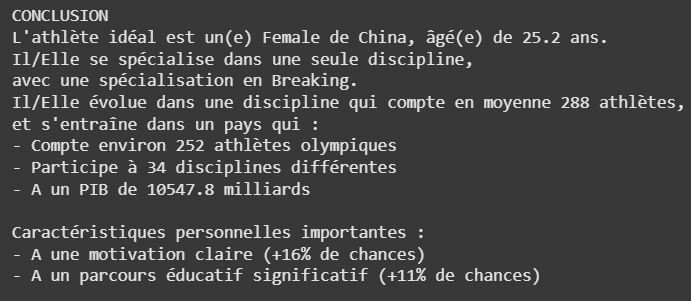 CONCLUSION
L'athlète idéal est un(e) Female de China, âgé(e) de 25.2 ans.
Il/Elle se spécialise dans une seule discipline,
avec une spécialisation en Breaking.
Il/Elle évolue dans une discipline qui compte en moyenne 288 athlètes,
et s'entraîne dans un pays qui :
- Compte environ 252 athlètes olympiques
- Participe à 34 disciplines différentes
- A un PIB de 10547.8 milliards
Caractéristiques personnelles importantes :
- A une motivation claire (+16% de chances)
- A un parcours éducatif significatif (+11% de chances)